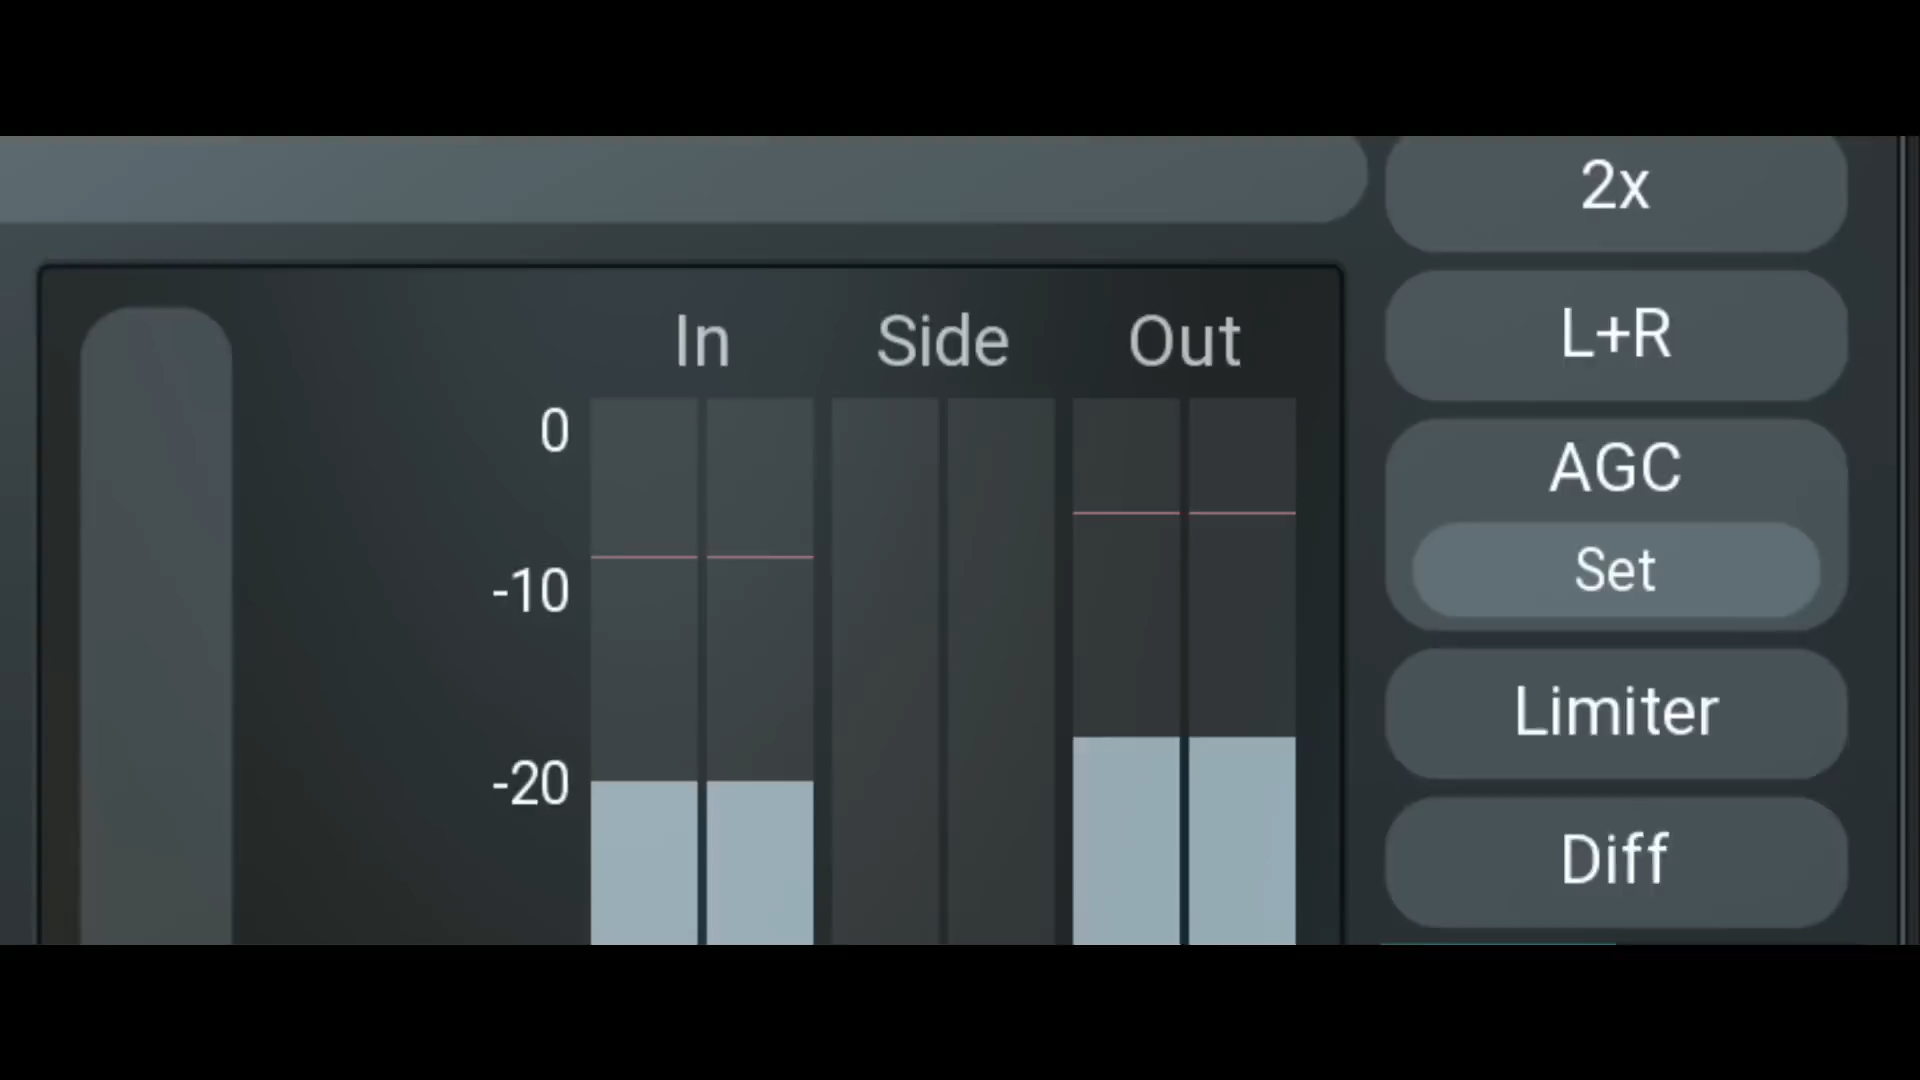 2x
L+R
In Side Out
0
AGC
-10
Set
Limiter
-20
Diff